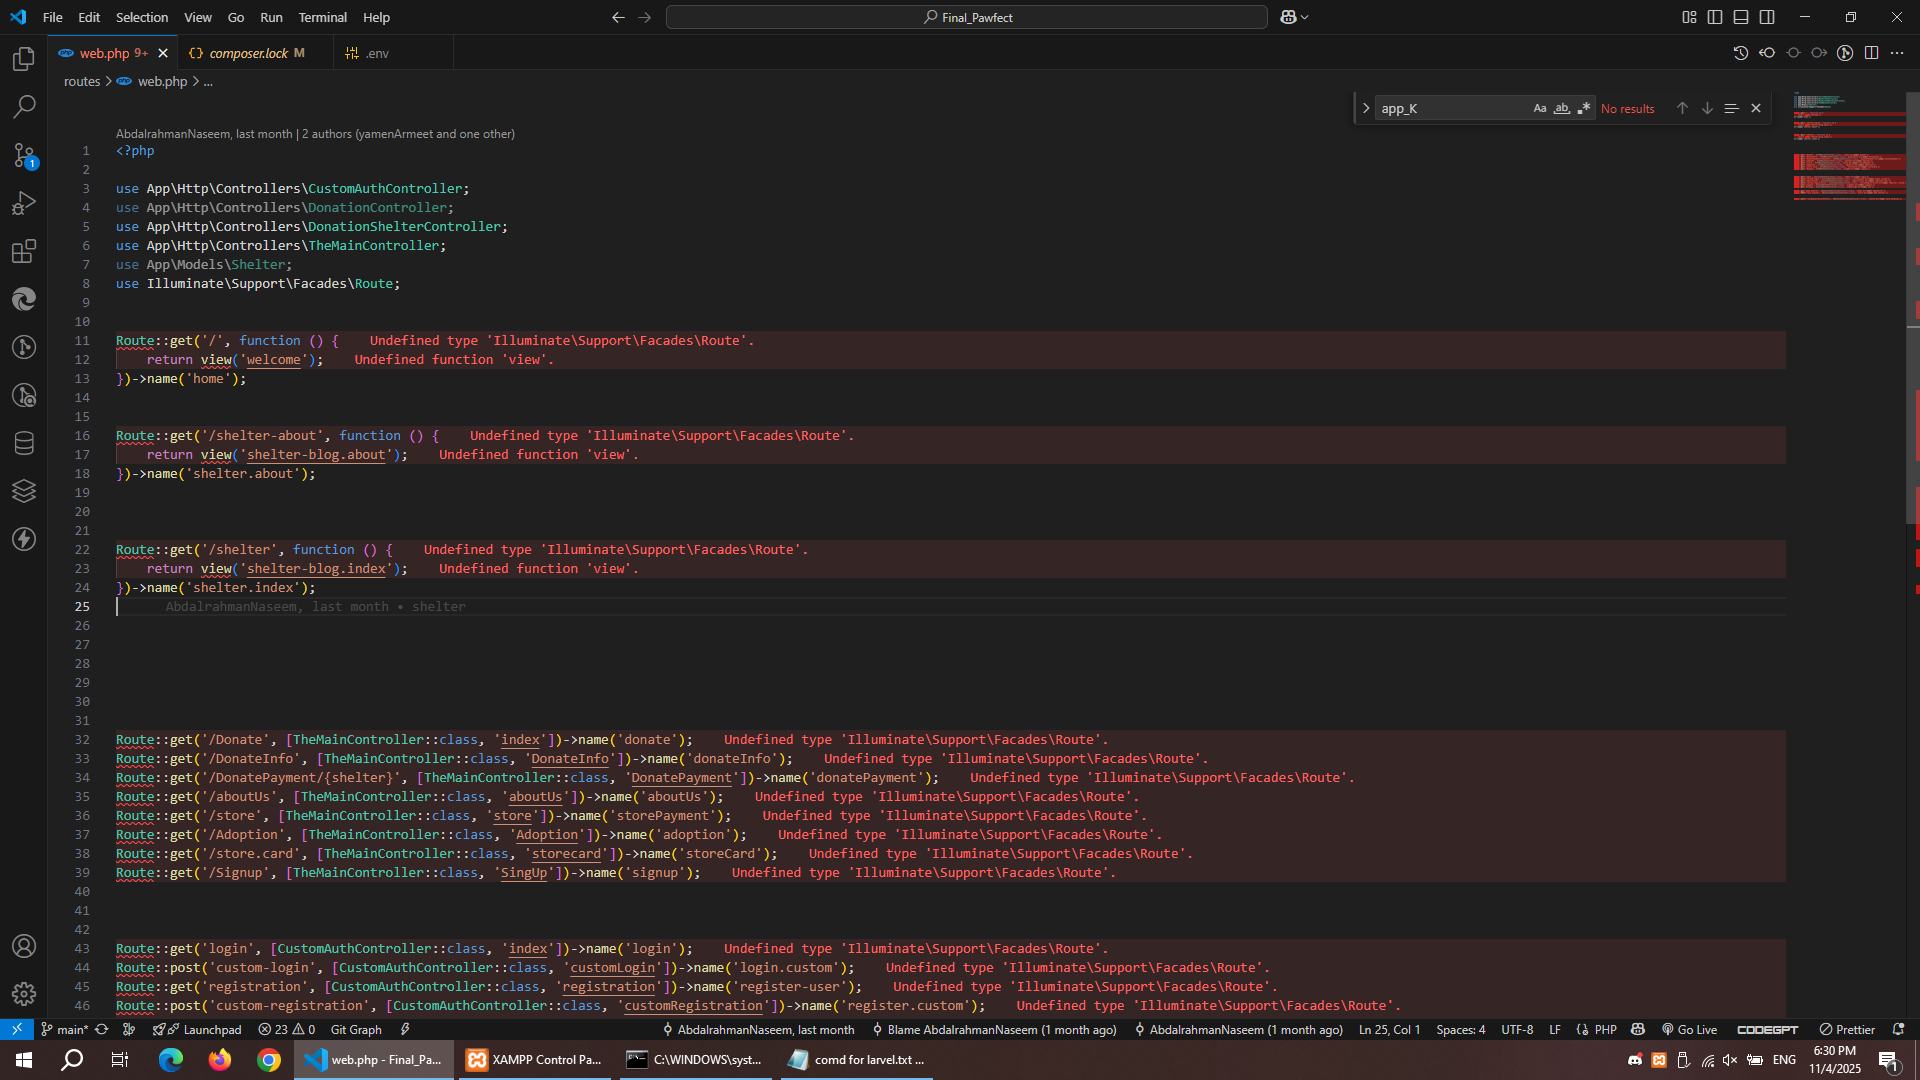 File Edit Selection View Go Run Terminal Help
Final_Pawfect
web.php 9+
composer.lock M
.env
routes > web.php > ...
app_K
Aa ab
No results
AbdalrahmanNaseem, last month | 2 authors (yamenArmeet and one other)
1 <?php
2
3 use App\Http\Controllers\CustomAuthController;
4 use App\Http\Controllers\DonationController;
5 use App\Http\Controllers\DonationShelterController;
6 use App\Http\Controllers\TheMainController;
7 use App\Models\Shelter;
8 use Illuminate\Support\Facades\Route;
9
10
11 Route::get('/', function () { Undefined type 'Illuminate\Support\Facades\Route'.
12 return view('welcome'); Undefined function 'view'.
13 })->name('home');
14
15
16 Route::get('/shelter-about', function () { Undefined type 'Illuminate\Support\Facades\Route'.
17 return view('shelter-blog.about'); Undefined function 'view'.
18 })->name('shelter.about');
19
20
21
22 Route::get('/shelter', function () { Undefined type 'Illuminate\Support\Facades\Route'.
23 return view('shelter-blog.index'); Undefined function 'view'.
24 })->name('shelter.index');
25 AbdalrahmanNaseem, last month • shelter
26
27
28
29
30
31
32 Route::get('/Donate', [TheMainController::class, 'index'])->name('donate'); Undefined type 'Illuminate\Support\Facades\Route'.
33 Route::get('/DonateInfo', [TheMainController::class, 'DonateInfo'])->name('donateInfo'); Undefined type 'Illuminate\Support\Facades\Route'.
34 Route::get('/DonatePayment/{shelter}', [TheMainController::class, 'DonatePayment'])->name('donatePayment'); Undefined type 'Illuminate\Support\Facades\Route'.
35 Route::get('/aboutUs', [TheMainController::class, 'aboutUs'])->name('aboutUs'); Undefined type 'Illuminate\Support\Facades\Route'.
36 Route::get('/store', [TheMainController::class, 'store'])->name('storePayment'); Undefined type 'Illuminate\Support\Facades\Route'.
37 Route::get('/Adoption', [TheMainController::class, 'Adoption'])->name('adoption'); Undefined type 'Illuminate\Support\Facades\Route'.
38 Route::get('/store.card', [TheMainController::class, 'storecard'])->name('storeCard'); Undefined type 'Illuminate\Support\Facades\Route'.
39 Route::get('/Signup', [TheMainController::class, 'SingUp'])->name('signup'); Undefined type 'Illuminate\Support\Facades\Route'.
40
41
42
43 Route::get('login', [CustomAuthController::class, 'index'])->name('login'); Undefined type 'Illuminate\Support\Facades\Route'.
44 Route::post('custom-login', [CustomAuthController::class, 'customLogin'])->name('login.custom'); Undefined type 'Illuminate\Support\Facades\Route'.
45 Route::get('registration', [CustomAuthController::class, 'registration'])->name('register-user'); Undefined type 'Illuminate\Support\Facades\Route'.
46 Route::post('custom-registration', [CustomAuthController::class, 'customRegistration'])->name('register.custom'); Undefined type 'Illuminate\Support\Facades\Route'.
1
main* Launchpad 23 0 Git Graph AbdalrahmanNaseem, last month Blame AbdalrahmanNaseem (1 month ago) AbdalrahmanNaseem (1 month ago) Ln 25, Col 1 Spaces: 4 UTF-8 LF PHP Go Live CODEGPT Prettier
web.php - Final_Pa... XAMPP Control Pa... C:\WINDOWS\syst... comd for larvel.txt ... ENG
6:30 PM
11/4/2025
1